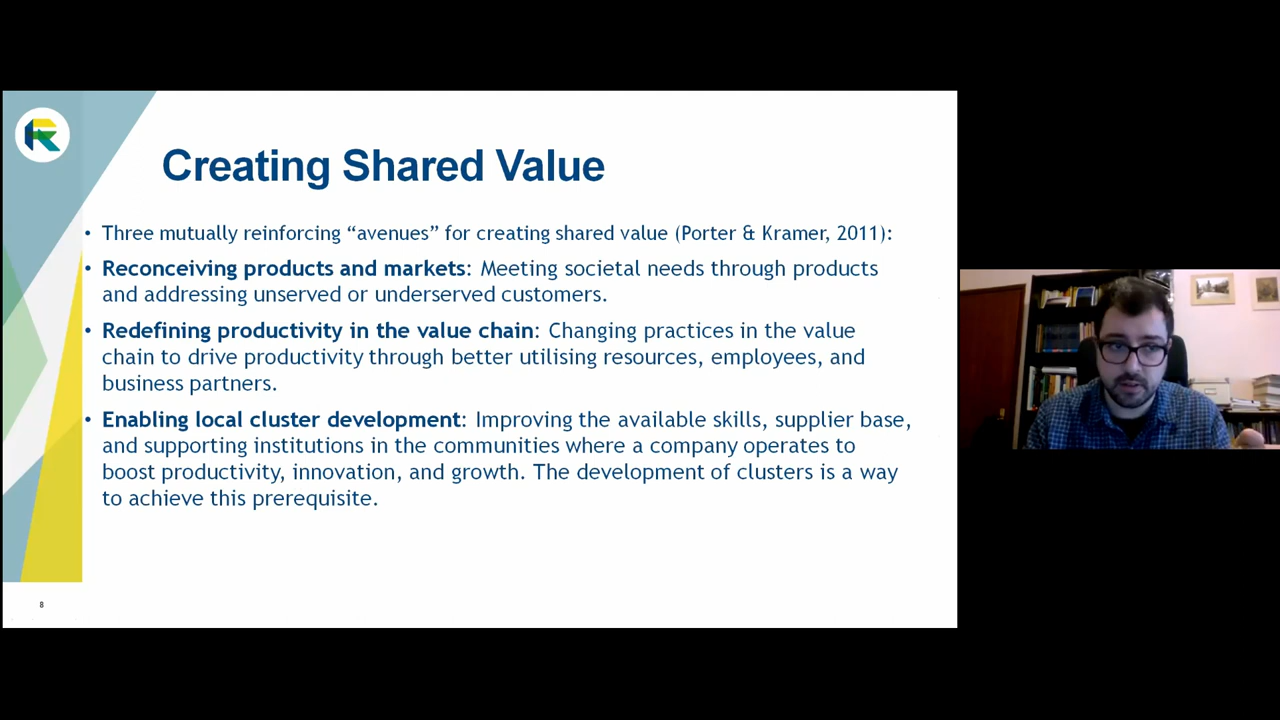 Creating Shared Value
• Three mutually reinforcing “avenues” for creating shared value (Porter & Kramer, 2011):
• Reconceiving products and markets: Meeting societal needs through products
and addressing unserved or underserved customers.
• Redefining productivity in the value chain: Changing practices in the value
chain to drive productivity through better utilising resources, employees, and
business partners.
• Enabling local cluster development: Improving the available skills, supplier base,
and supporting institutions in the communities where a company operates to
boost productivity, innovation, and growth. The development of clusters is a way
to achieve this prerequisite.
8